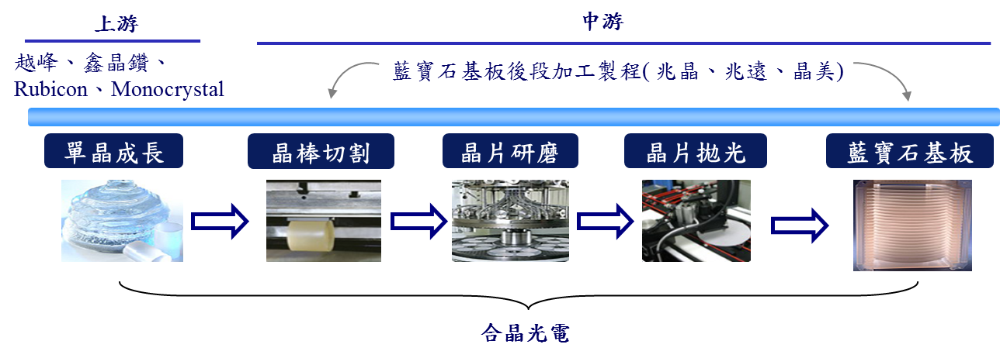 上游
中游
越峰、鑫晶鑽、
Rubicon、Monocrystal
藍寶石基板後段加工製程( 兆晶、兆遠、晶美)
單晶成長
晶棒切割
晶片研磨
晶片拋光
藍寶石基板
合晶光電